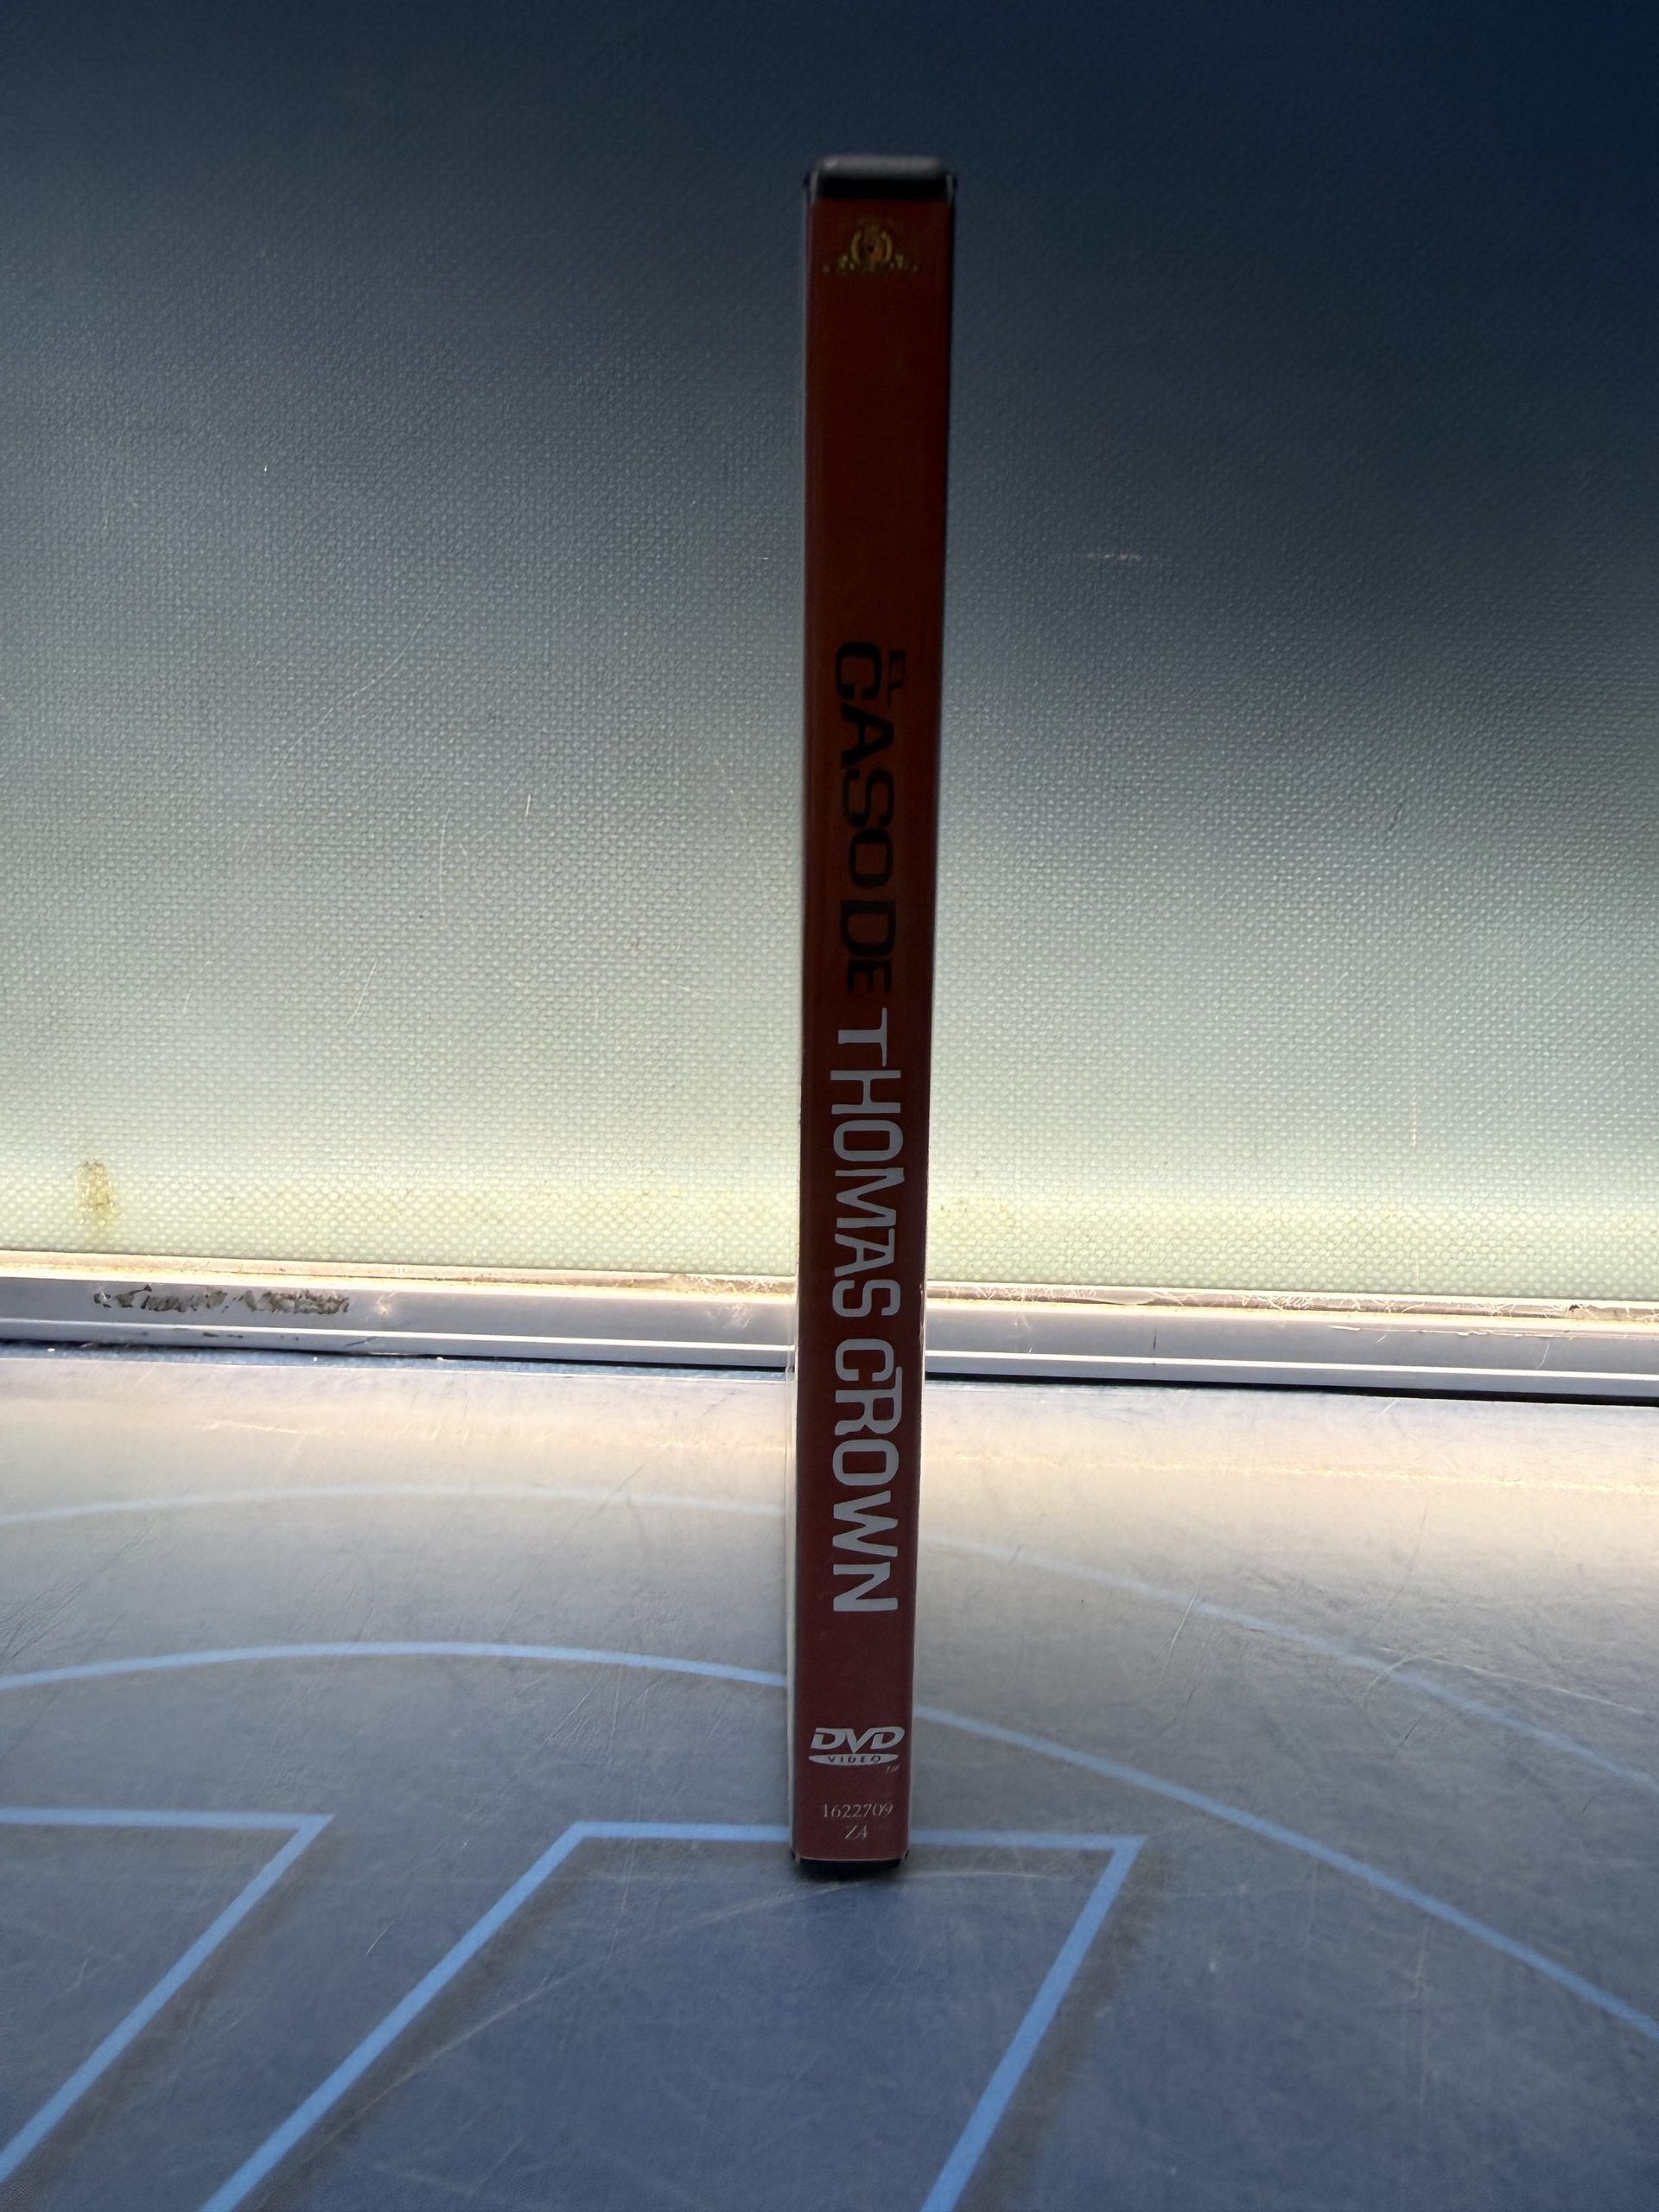 EL
CASO DE THOMAS CROWN
DVD
VIDEO
1622709
Z4